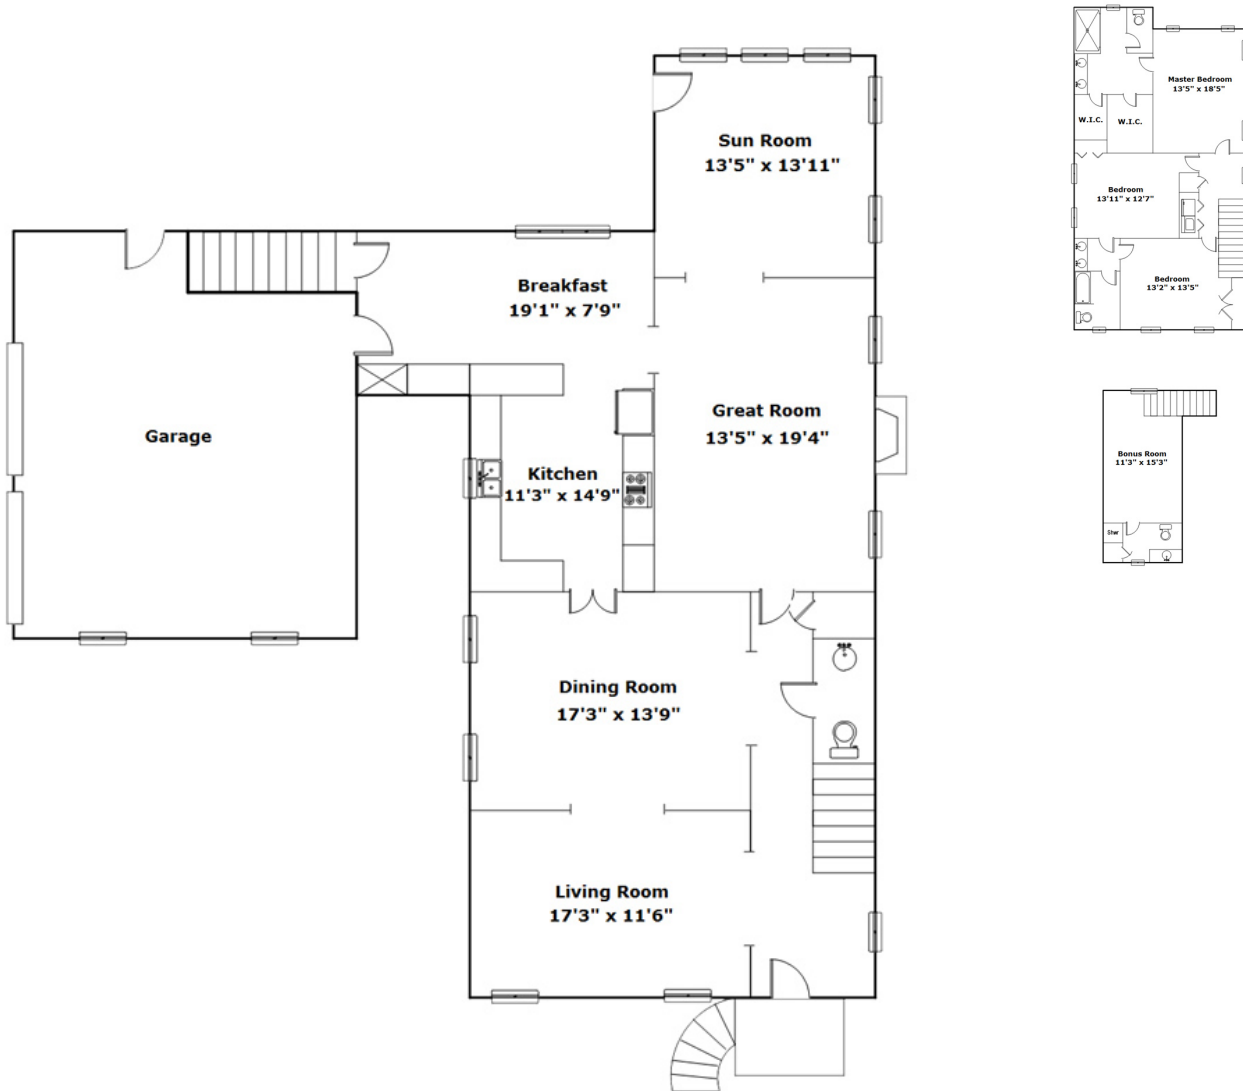 Sun Room
13'5" x 13'11"
Breakfast
19'1" x 7'9"
Great Room
13'5" x 19'4"
Garage
Kitchen
11'3" x 14'9"
Dining Room
17'3" x 13'9"
Living Room
17'3" x 11'6"
Master Bedroom
13'5" x 18'5"
W.I.C.
W.I.C.
Bedroom
13'11" x 12'7"
Bedroom
13'2" x 13'5"
Bonus Room
11'3" x 15'3"
Shwr